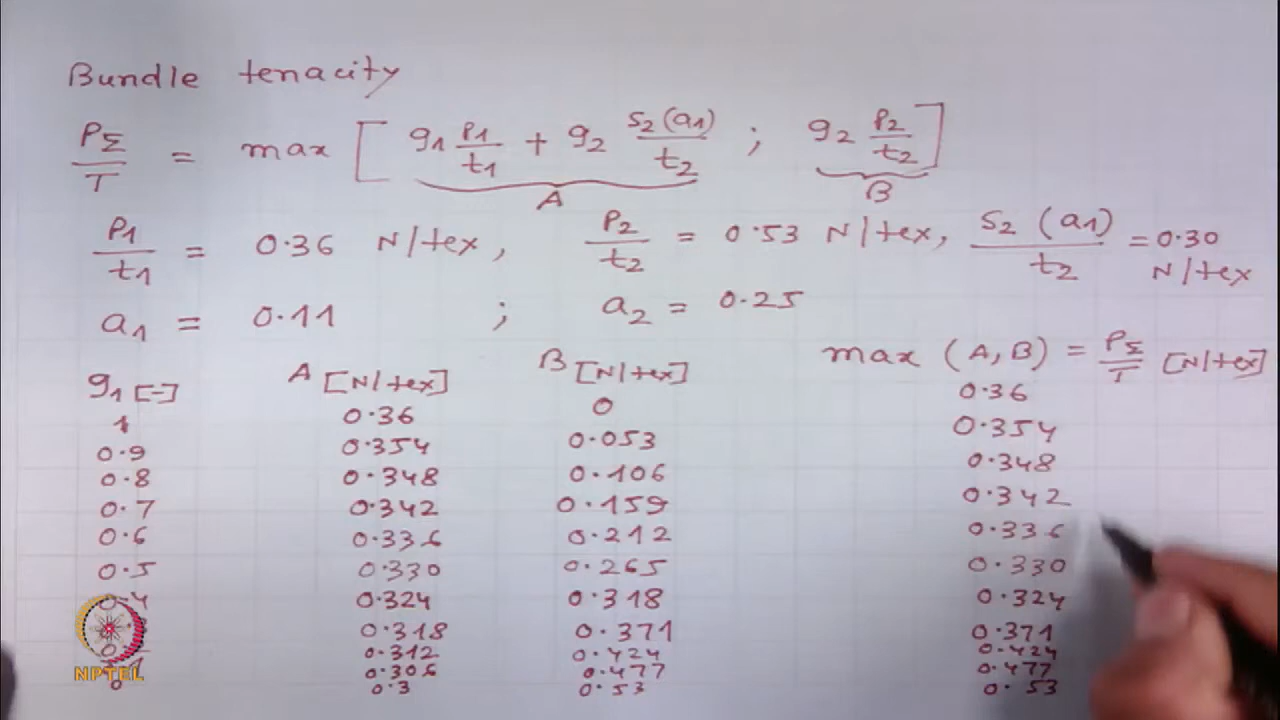 Bundle tenacity
PΣ/T = max [ g1 p1/t1 + g2 s2(a1)/t2 ; g2 p2/t2 ]
A B
p1/t1 = 0.36 N/tex, p2/t2 = 0.53 N/tex, s2(a1)/t2 = 0.30 N/tex
a1 = 0.11 ; a2 = 0.25
g1 [-] A [N/tex] B [N/tex] max (A, B) = PΣ/T [N/tex]
1 0.36 0 0.36
0.9 0.354 0.053 0.354
0.8 0.348 0.106 0.348
0.7 0.342 0.159 0.342
0.6 0.336 0.212 0.336
0.5 0.330 0.265 0.330
0.4 0.324 0.318 0.324
0.318 0.371 0.371
0.312 0.424 0.424
0.306 0.477 0.477
0 0.3 0.53 0.53
NPTEL